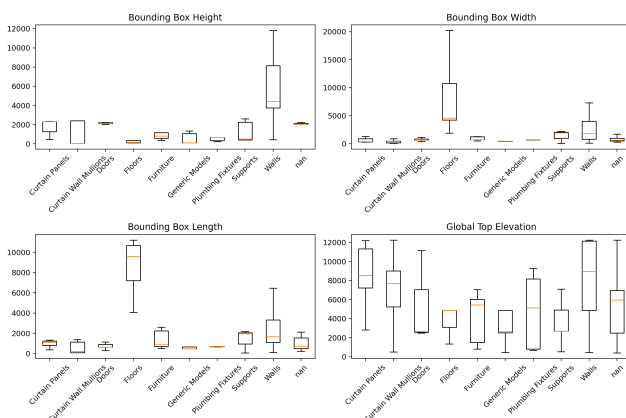 Bounding Box Height
12000
10000
8000
6000
4000
2000
0
Curtain Panels
Curtain Wall Mullions
Doors
Floors
Furniture
Generic Models
Plumbing Fixtures
Supports
Walls
nan
Bounding Box Width
20000
15000
10000
5000
0
Curtain Panels
Curtain Wall Mullions
Doors
Floors
Furniture
Generic Models
Plumbing Fixtures
Supports
Walls
nan
Bounding Box Length
10000
8000
6000
4000
2000
0
Curtain Panels
Curtain Wall Mullions
Doors
Floors
Furniture
Generic Models
Plumbing Fixtures
Supports
Walls
nan
Global Top Elevation
12000
10000
8000
6000
4000
2000
0
Curtain Panels
Curtain Wall Mullions
Doors
Floors
Furniture
Generic Models
Plumbing Fixtures
Supports
Walls
nan